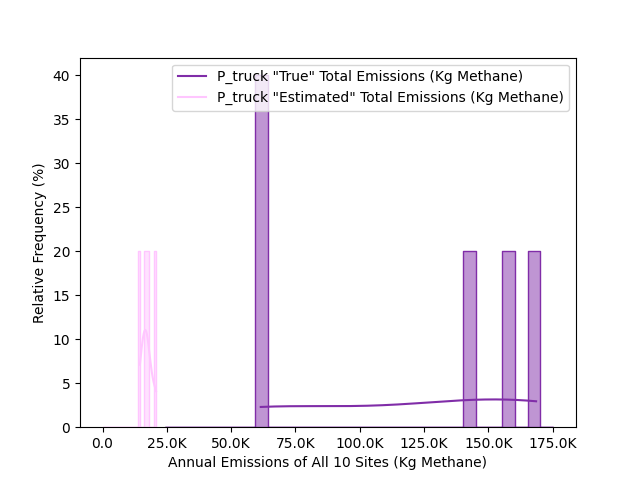 P_truck "True" Total Emissions (Kg Methane)
P_truck "Estimated" Total Emissions (Kg Methane)
40
35
30
25
20
15
10
5
0
Relative Frequency (%)
0.0 25.0K 50.0K 75.0K 100.0K 125.0K 150.0K 175.0K
Annual Emissions of All 10 Sites (Kg Methane)